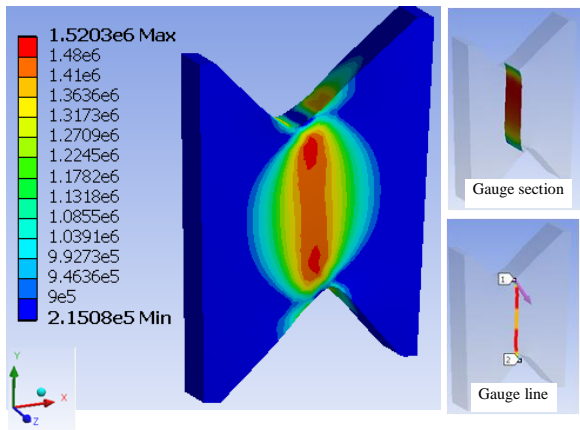 1.5203e6 Max
1.48e6
1.41e6
1.3636e6
1.3173e6
1.2709e6
1.2245e6
1.1782e6
1.1318e6
1.0855e6
1.0391e6
9.9273e5
9.4636e5
9e5
2.1508e5 Min
Y
X
Z
Gauge section
1
2
Gauge line